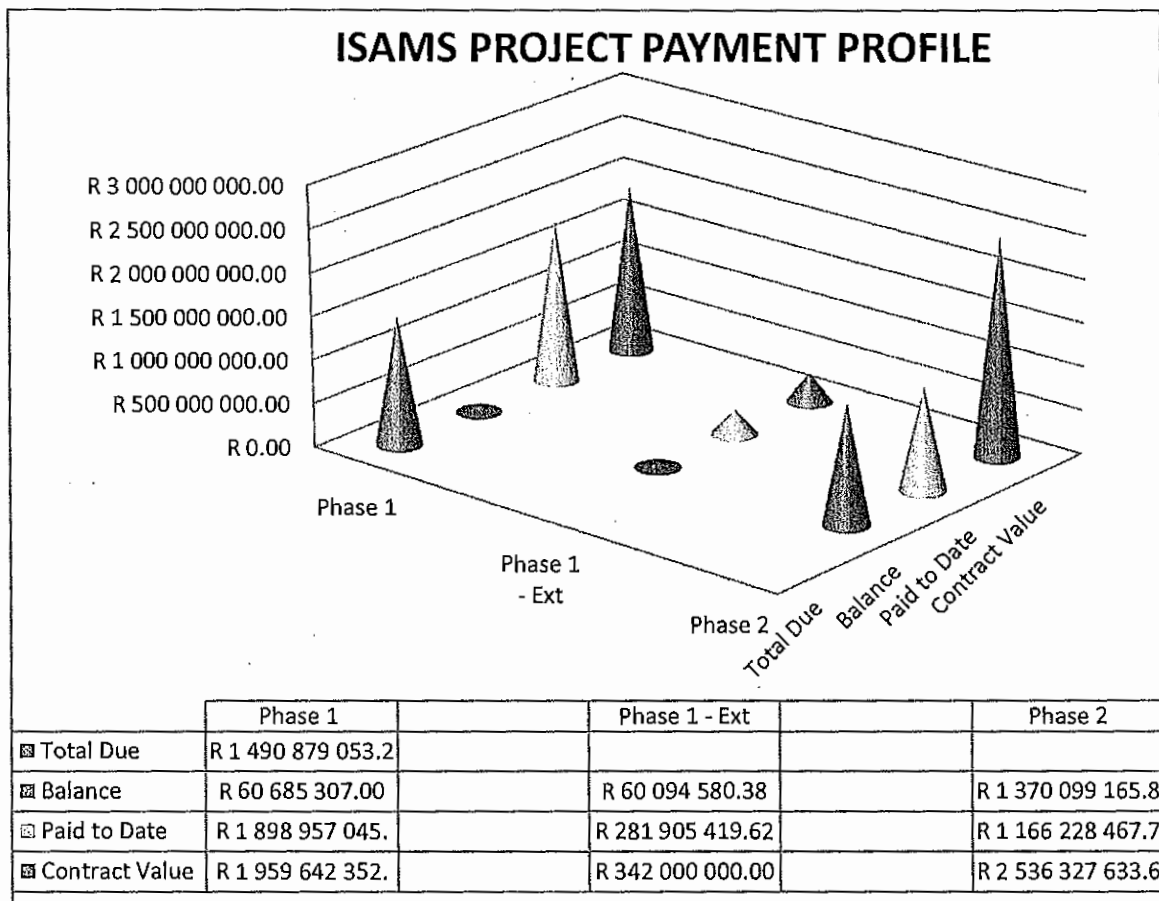 ISAMS PROJECT PAYMENT PROFILE
R 3 000 000 000.00
R 2 500 000 000.00
R 2 000 000 000.00
R 1 500 000 000.00
R 1 000 000 000.00
R 500 000 000.00
R 0.00
Phase 1
Phase 1
- Ext
Phase 2
Total Due
Balance
Paid to Date
Contract Value
Phase 1 Phase 1 - Ext Phase 2
Total Due R 1 490 879 053.2
Balance R 60 685 307.00 R 60 094 580.38 R 1 370 099 165.8
Paid to Date R 1 898 957 045. R 281 905 419.62 R 1 166 228 467.7
Contract Value R 1 959 642 352. R 342 000 000.00 R 2 536 327 633.6